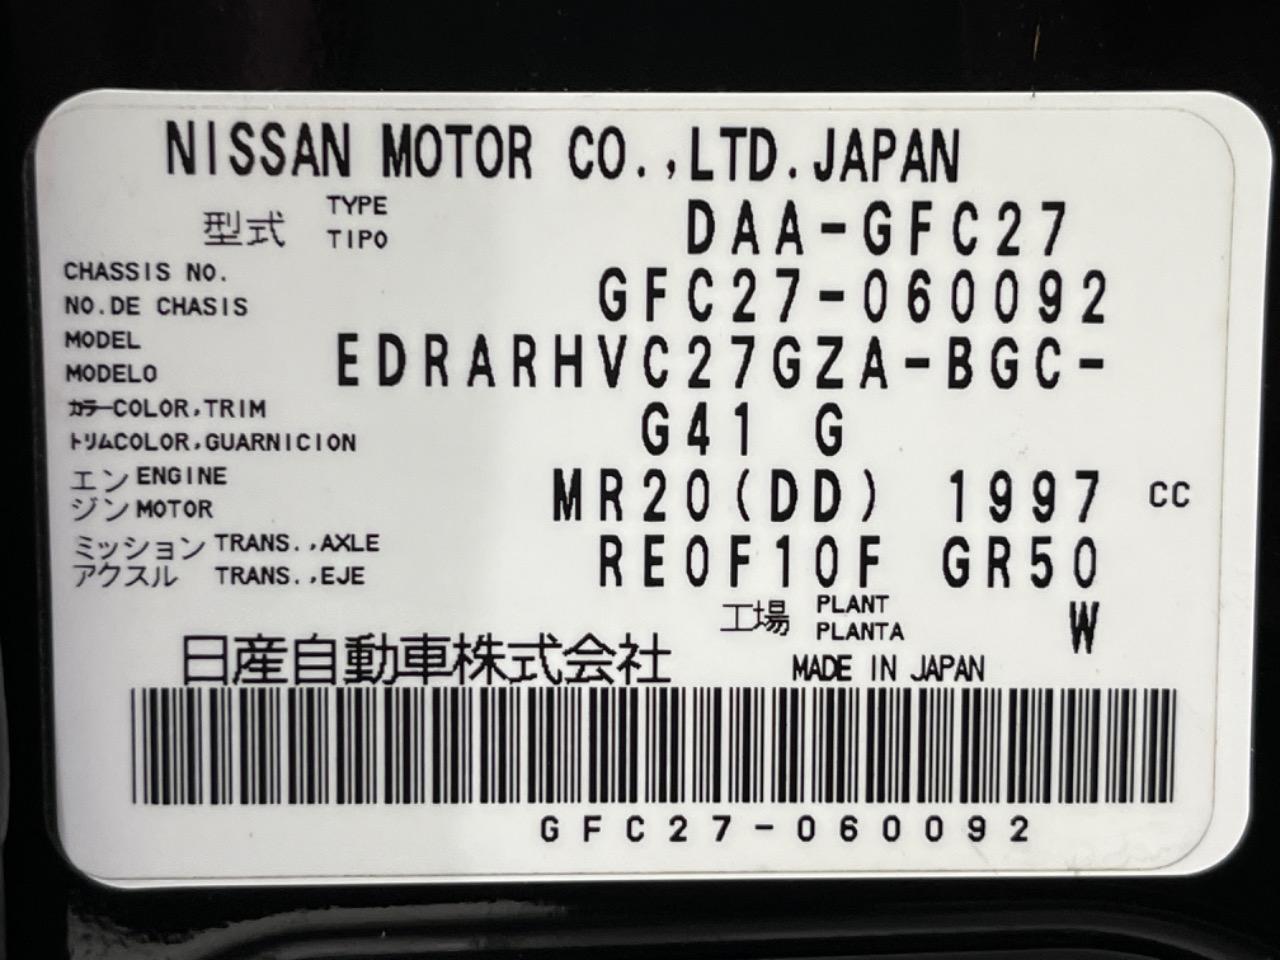 NISSAN MOTOR CO.,LTD.JAPAN
型式 TYPE TIPO DAA-GFC27
CHASSIS NO.
NO.DE CHASIS GFC27-060092
MODEL
MODELO EDRARHVC27GZA-BGC-
カラーCOLOR,TRIM
トリムCOLOR,GUARNICION G41 G
エン ENGINE
ジン MOTOR MR20(DD) 1997 CC
ミッション TRANS.,AXLE
アクスル TRANS.,EJE RE0F10F GR50
工場 PLANT PLANTA W
日産自動車株式会社 MADE IN JAPAN
GFC27-060092